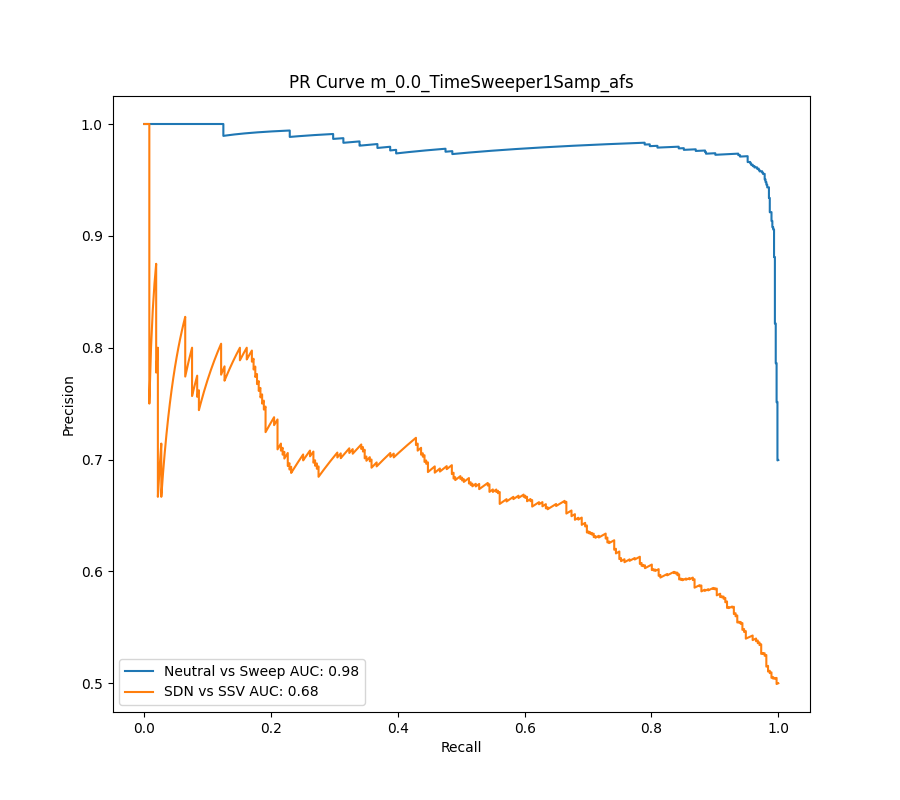 PR Curve m_0.0_TimeSweeper1Samp_afs
1.0
0.9
0.8
0.7
0.6
0.5
Precision
Neutral vs Sweep AUC: 0.98
SDN vs SSV AUC: 0.68
0.0 0.2 0.4 0.6 0.8 1.0
Recall